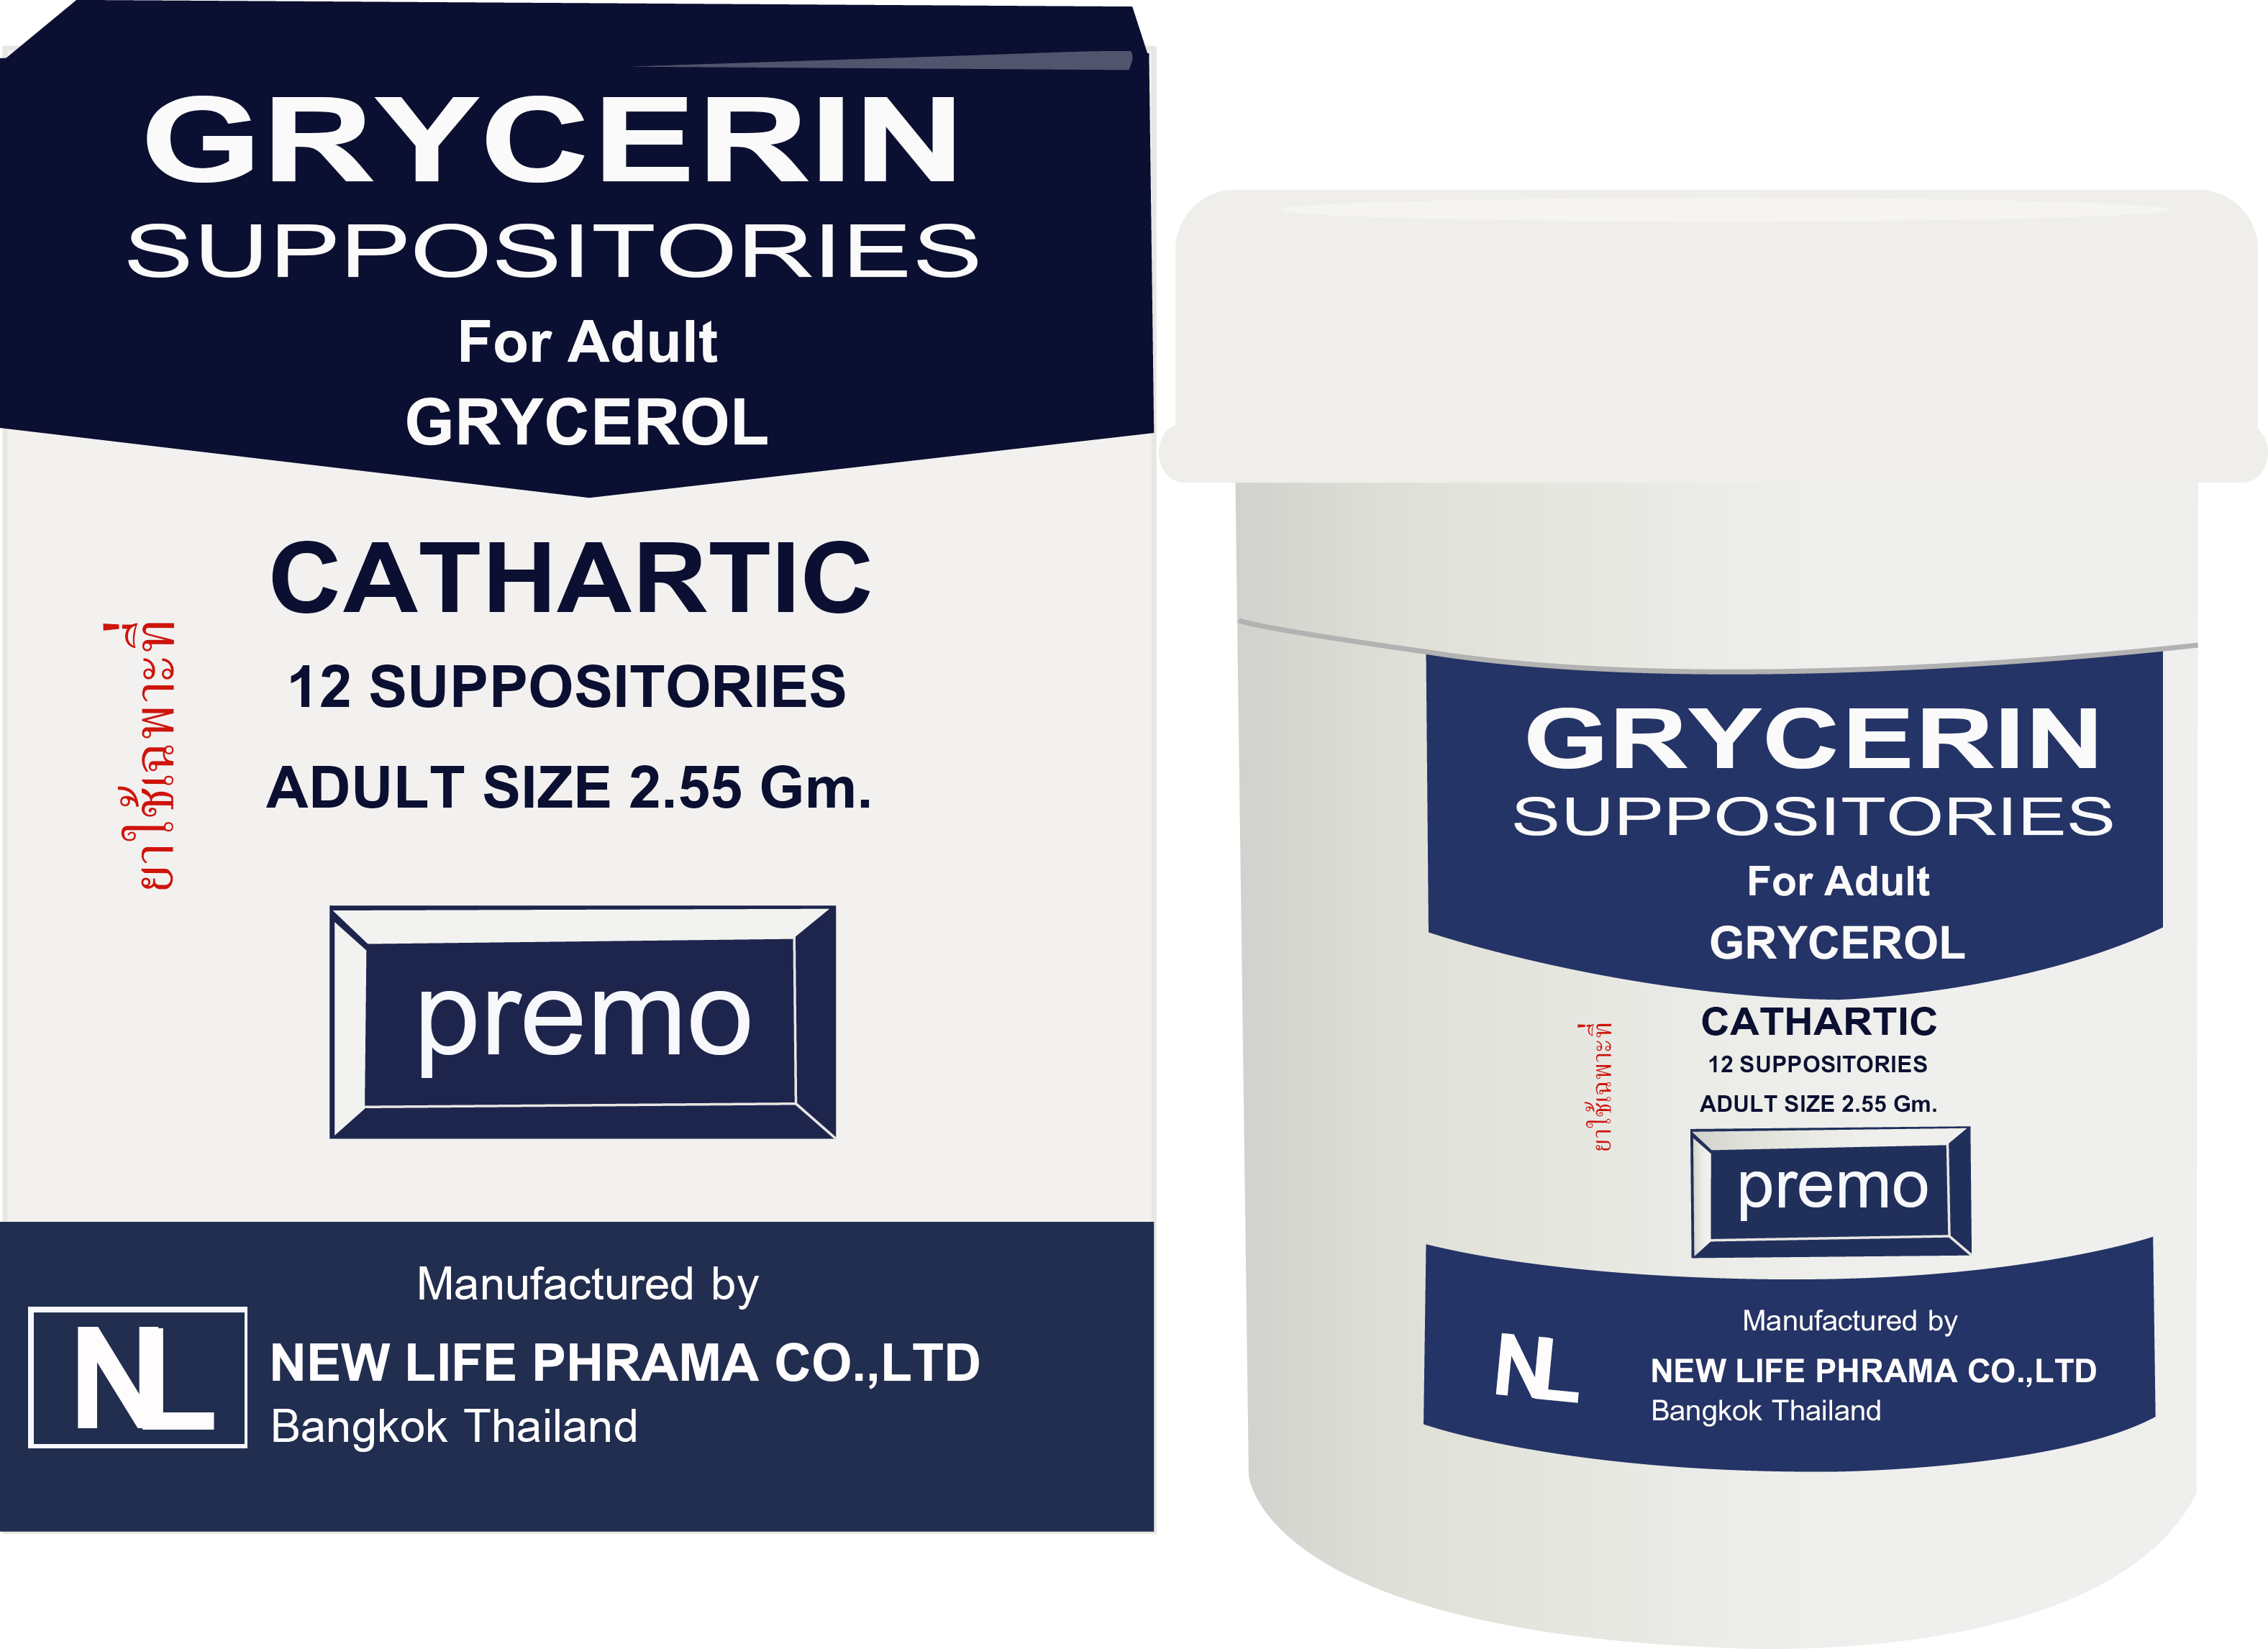 GRYCERIN
SUPPOSITORIES
For Adult
GRYCEROL
CATHARTIC
12 SUPPOSITORIES
ADULT SIZE 2.55 Gm.
ยาใช้เฉพาะที่
premo
Manufactured by
NL
NEW LIFE PHRAMA CO.,LTD
Bangkok Thailand
GRYCERIN
SUPPOSITORIES
For Adult
GRYCEROL
CATHARTIC
12 SUPPOSITORIES
ADULT SIZE 2.55 Gm.
ยาใช้เฉพาะที่
premo
Manufactured by
NL
NEW LIFE PHRAMA CO.,LTD
Bangkok Thailand